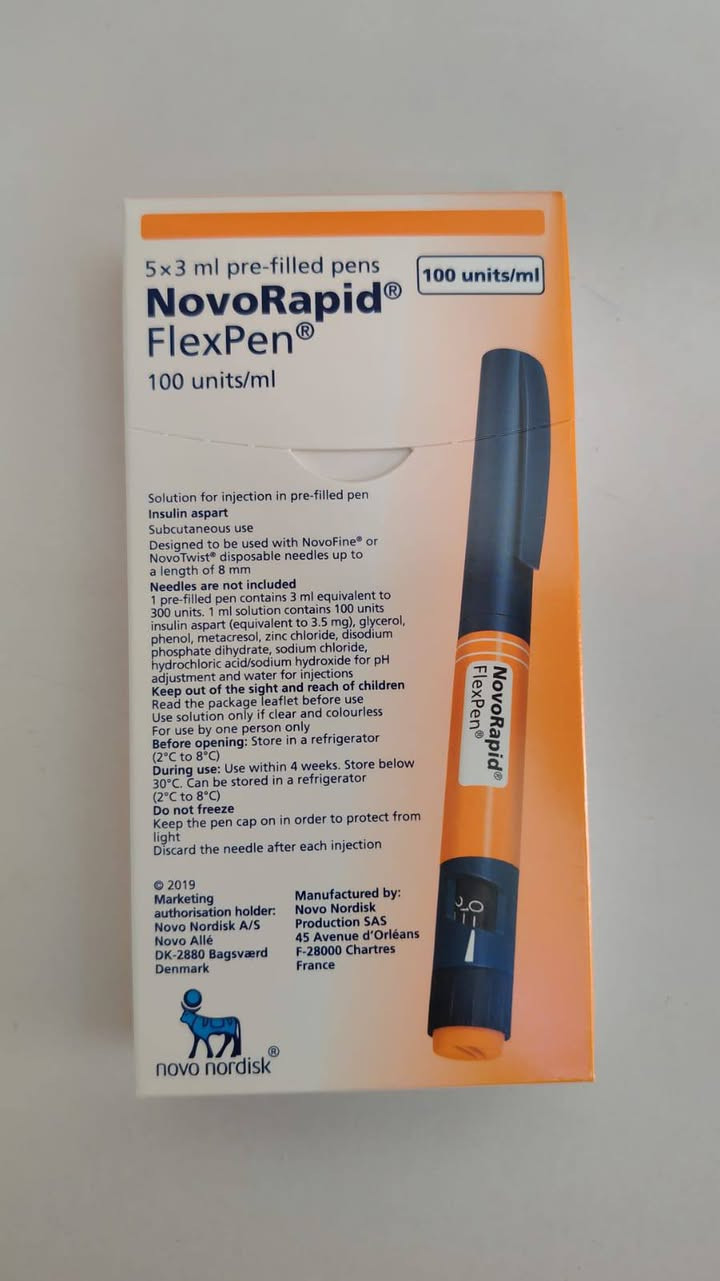 5×3 ml pre-filled pens
100 units/ml
NovoRapid®
FlexPen®
100 units/ml
Solution for injection in pre-filled pen
Insulin aspart
Subcutaneous use
Designed to be used with NovoFine® or
NovoTwist® disposable needles up to
a length of 8 mm
Needles are not included
1 pre-filled pen contains 3 ml equivalent to
300 units. 1 ml solution contains 100 units
insulin aspart (equivalent to 3.5 mg), glycerol,
phenol, metacresol, zinc chloride, disodium
phosphate dihydrate, sodium chloride,
hydrochloric acid/sodium hydroxide for pH
adjustment and water for injections
Keep out of the sight and reach of children
Read the package leaflet before use
Use solution only if clear and colourless
For use by one person only
Before opening: Store in a refrigerator
(2°C to 8°C)
During use: Use within 4 weeks. Store below
30°C. Can be stored in a refrigerator
(2°C to 8°C)
Do not freeze
Keep the pen cap on in order to protect from
light
Discard the needle after each injection
© 2019
Marketing
authorisation holder:
Novo Nordisk A/S
Novo Allé
DK-2880 Bagsværd
Denmark
Manufactured by:
Novo Nordisk
Production SAS
45 Avenue d'Orléans
F-28000 Chartres
France
novo nordisk®
NovoRapid®
FlexPen®